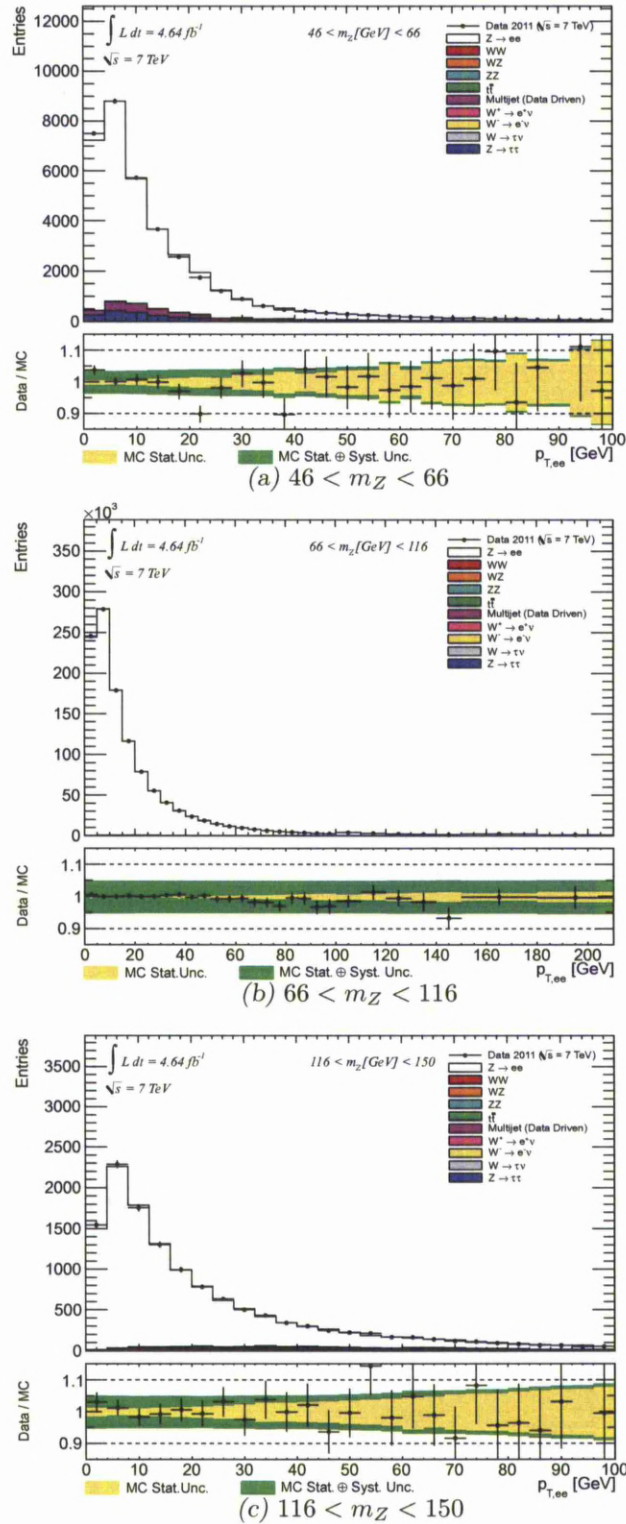 Entries
12000
10000
8000
6000
4000
2000
0
∫ L dt = 4.64 fb⁻¹
√s = 7 TeV
46 < m_Z [GeV] < 66
Data 2011 (√s = 7 TeV)
Z → ee
WW
WZ
ZZ
tt̄
Multijet (Data Driven)
W⁺ → e⁺ν
W⁻ → e⁻ν
W → τν
Z → ττ
Data / MC
1.1
1
0.9
0 10 20 30 40 50 60 70 80 90 100
p_T,ee [GeV]
MC Stat.Unc.
MC Stat ⊕ Syst. Unc.
(a) 46 < m_Z < 66
×10³
Entries
350
300
250
200
150
100
50
0
∫ L dt = 4.64 fb⁻¹
√s = 7 TeV
66 < m_Z [GeV] < 116
Data 2011 (√s = 7 TeV)
Z → ee
WW
WZ
ZZ
tt̄
Multijet (Data Driven)
W⁺ → e⁺ν
W⁻ → e⁻ν
W → τν
Z → ττ
Data / MC
1.1
1
0.9
0 20 40 60 80 100 120 140 160 180 200
p_T,ee [GeV]
MC Stat.Unc.
MC Stat ⊕ Syst. Unc.
(b) 66 < m_Z < 116
Entries
3500
3000
2500
2000
1500
1000
500
0
∫ L dt = 4.64 fb⁻¹
√s = 7 TeV
116 < m_Z [GeV] < 150
Data 2011 (√s = 7 TeV)
Z → ee
WW
WZ
ZZ
tt̄
Multijet (Data Driven)
W⁺ → e⁺ν
W⁻ → e⁻ν
W → τν
Z → ττ
Data / MC
1.1
1
0.9
0 10 20 30 40 50 60 70 80 90 100
p_T,ee [GeV]
MC Stat.Unc.
MC Stat ⊕ Syst. Unc.
(c) 116 < m_Z < 150